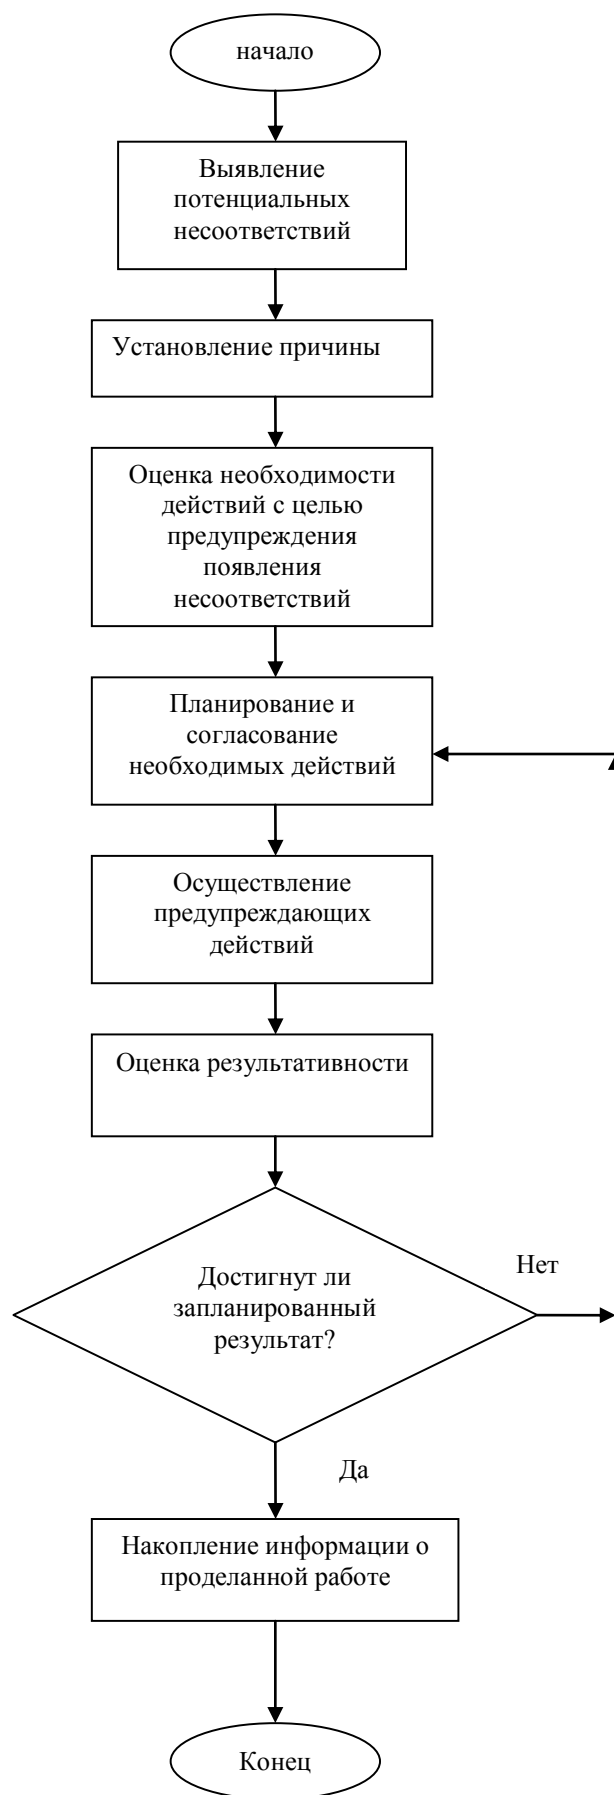 начало
Выявление
потенциальных
несоответствий
Установление причины
Оценка необходимости
действий с целью
предупреждения
появления
несоответствий
Планирование и
согласование
необходимых действий
Осуществление
предупреждающих
действий
Оценка результативности
Нет
Достигнут ли
запланированный
результат?
Да
Накопление информации о
проделанной работе
Конец